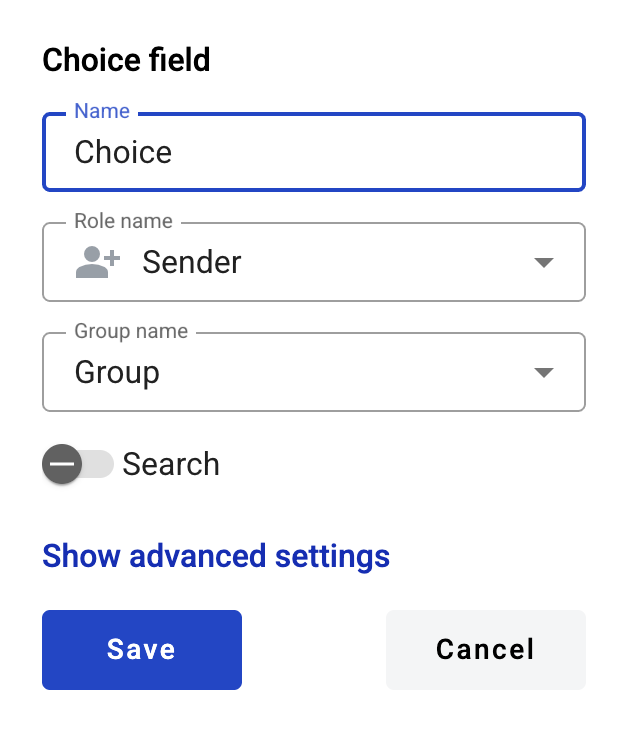 Choice field
Name
Choice
Role name
Sender
Group name
Group
Search
Show advanced settings
Save
Cancel